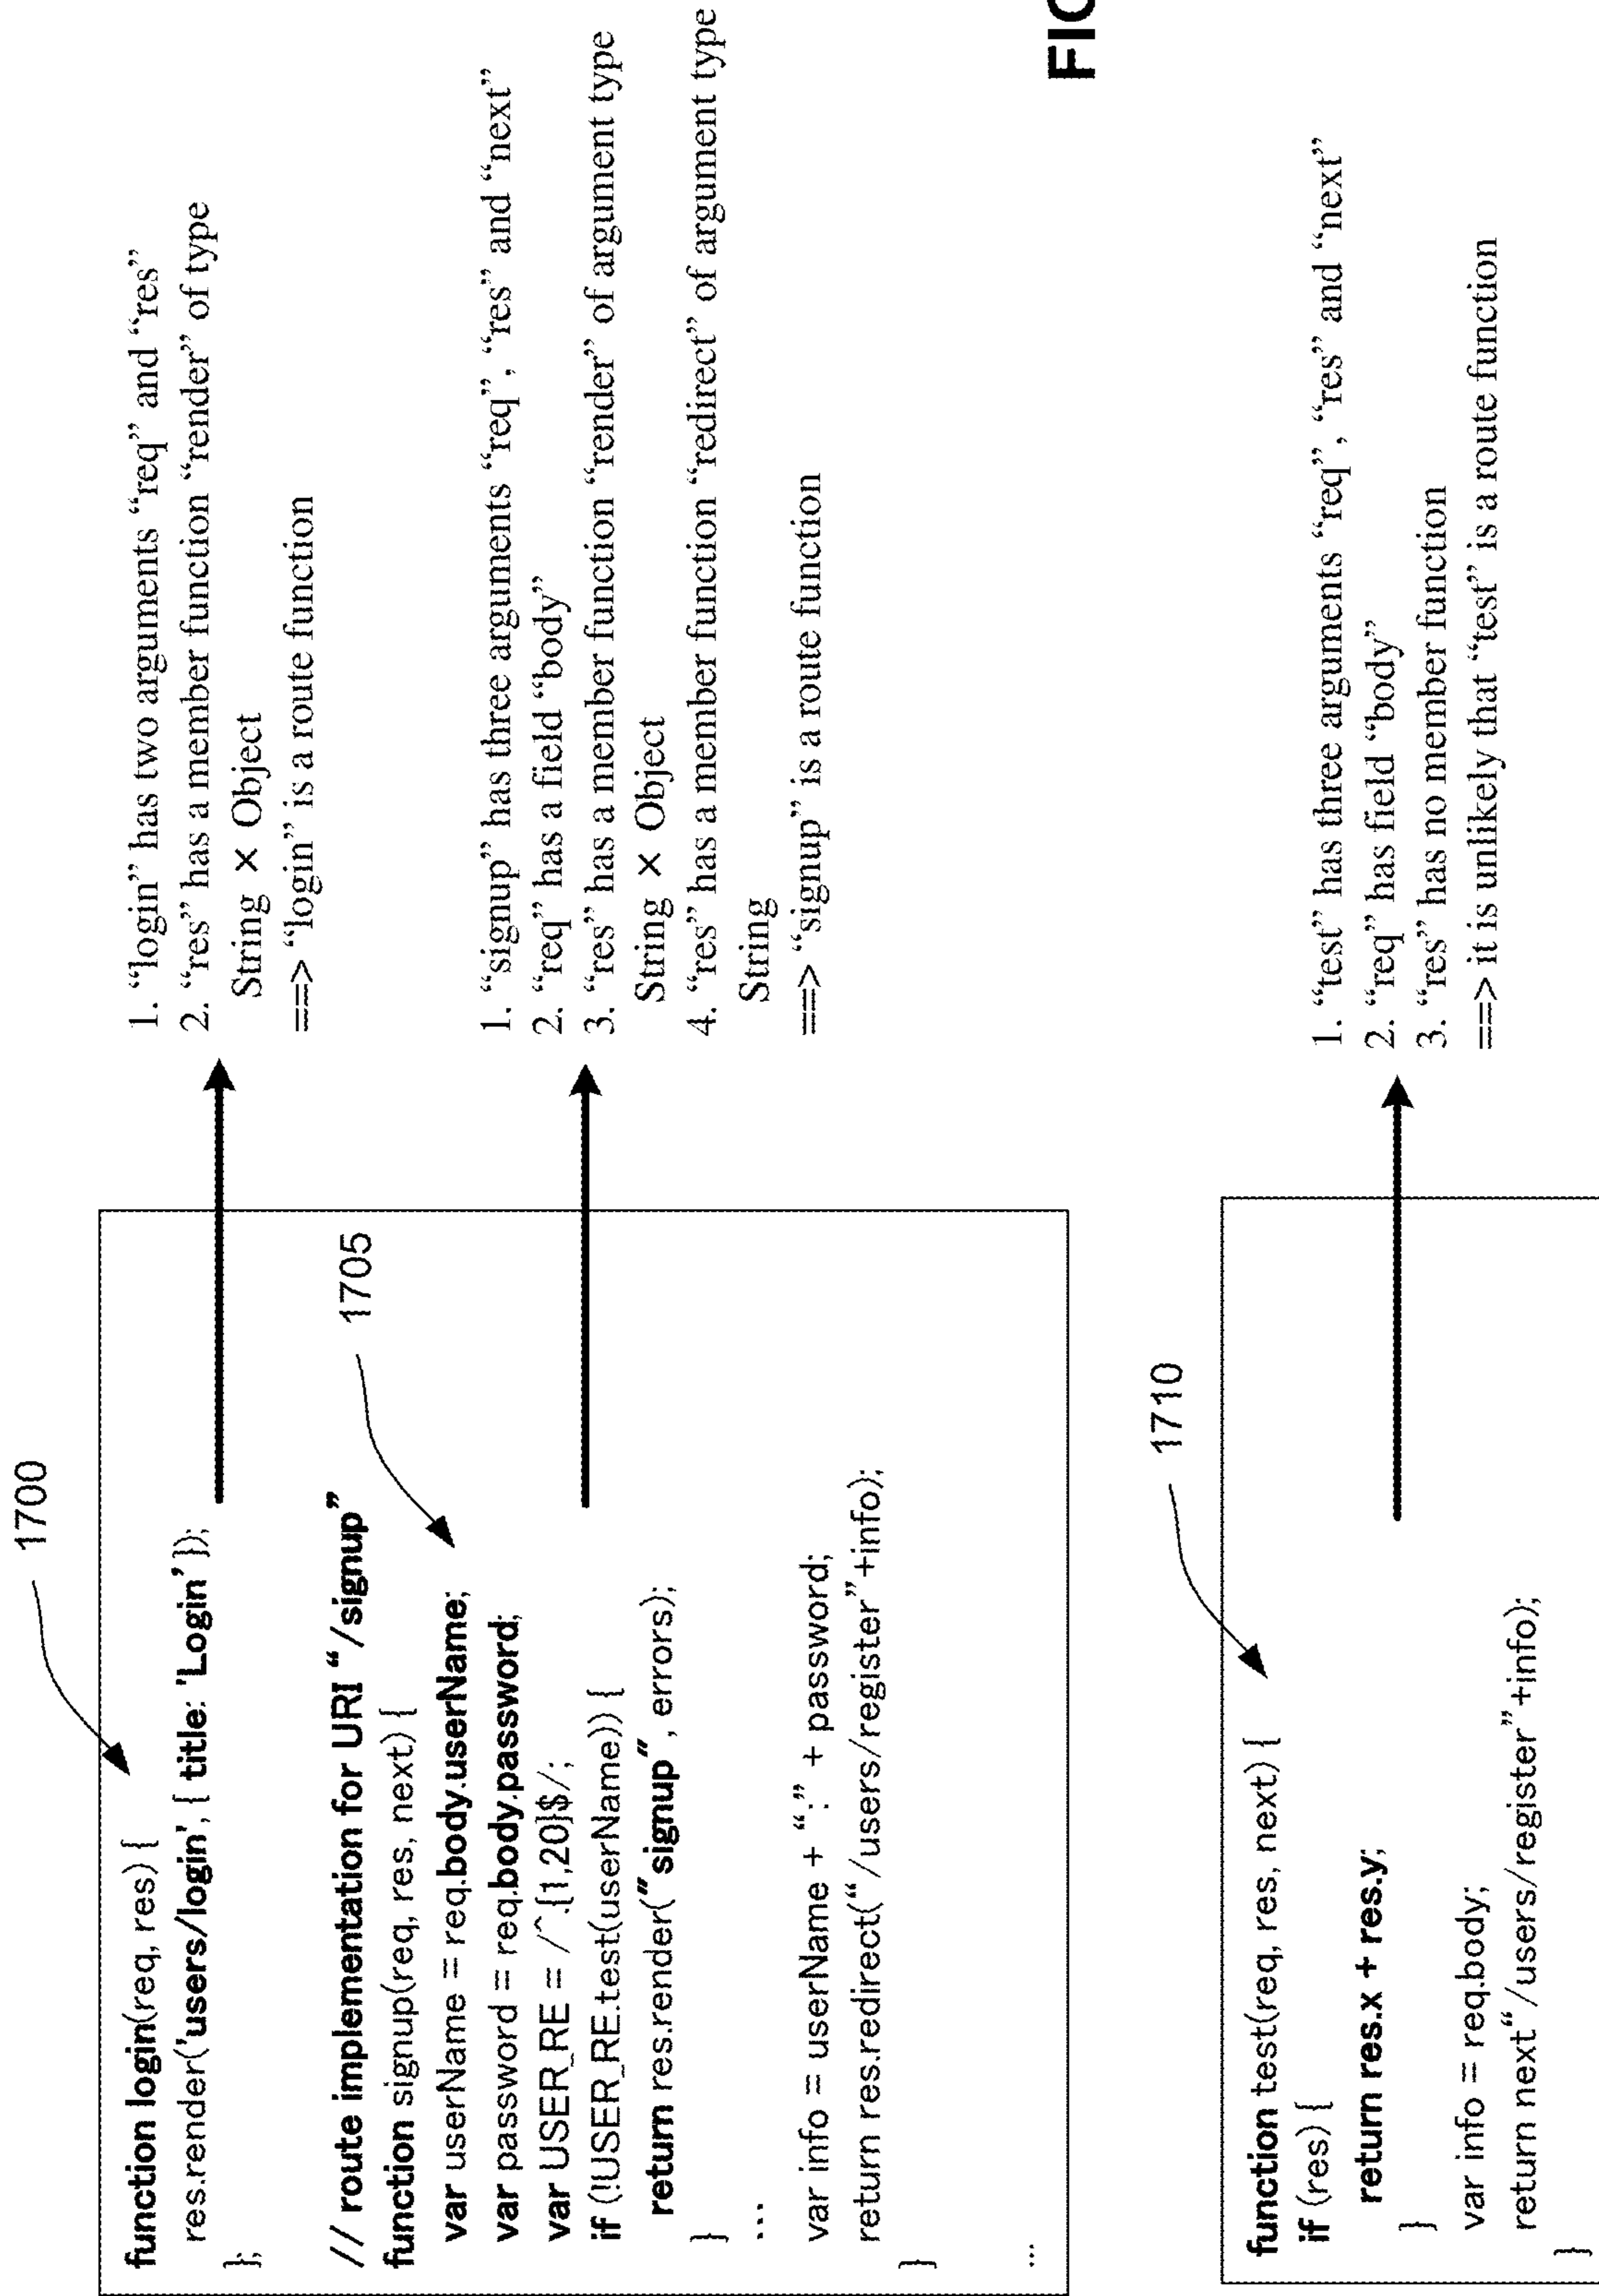 1700
function login(req, res) {
res.render('users/login', { title: 'Login' });
};
1. “login” has two arguments “req” and “res”
2. “res” has a member function “render” of type
String × Object
==> “login” is a route function
// route implementation for URI “/signup”
1705
function signup(req, res, next) {
var userName = req.body.userName;
var password = req.body.password;
var USER_RE = /^.{1,20}$/;
if (!USER_RE.test(userName)) {
return res.render("signup", errors);
}
...
var info = userName + “:” + password;
return res.redirect(“/users/register”+info);
}
...
1. “signup” has three arguments “req”, “res” and “next”
2. “req” has a field “body”
3. “res” has a member function “render” of argument type
String × Object
4. “res” has a member function “redirect” of argument type
String
==> “signup” is a route function
FIG
1710
function test(req, res, next) {
if (res) {
return res.x + res.y;
}
var info = req.body;
return next“/users/register”+info);
}
1. “test” has three arguments “req”, “res” and “next”
2. “req” has field “body”
3. “res” has no member function
==> it is unlikely that “test” is a route function